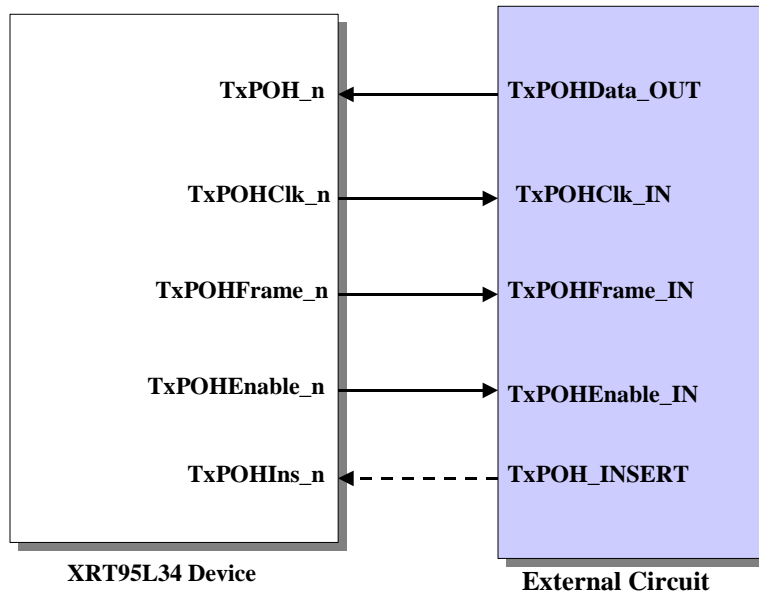 TxPOH_n TxPOHData_OUT
TxPOHClk_n TxPOHClk_IN
TxPOHFrame_n TxPOHFrame_IN
TxPOHEnable_n TxPOHEnable_IN
TxPOHIns_n TxPOH_INSERT
XRT95L34 Device
External Circuit